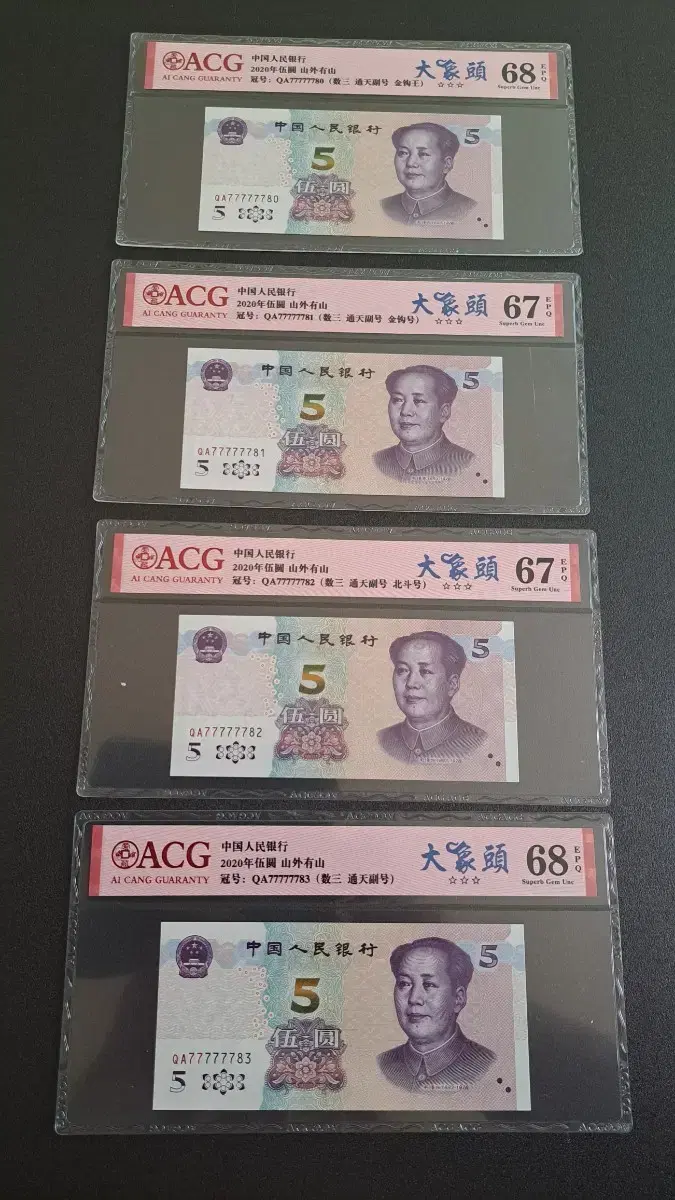 ACG
AI CANG GUARANTY
中国人民银行
2020年伍圆 山外有山
冠号: QA77777780 (数三 通天副号 金钩王)
大象頭
☆☆☆
68
EPQ
Superb Gem Unc
中国人民银行
5
5
伍圆
QA77777780
5
ACG
AI CANG GUARANTY
中国人民银行
2020年伍圆 山外有山
冠号: QA77777781 (数三 通天副号 金钩号)
大象頭
☆☆☆
67
EPQ
Superb Gem Unc
中国人民银行
5
5
伍圆
QA77777781
5
ACG
AI CANG GUARANTY
中国人民银行
2020年伍圆 山外有山
冠号: QA77777782 (数三 通天副号 北斗号)
大象頭
☆☆☆
67
EPQ
Superb Gem Unc
中国人民银行
5
5
伍圆
QA77777782
5
ACG
AI CANG GUARANTY
中国人民银行
2020年伍圆 山外有山
冠号: QA77777783 (数三 通天副号)
大象頭
☆☆☆
68
EPQ
Superb Gem Unc
中国人民银行
5
5
伍圆
QA77777783
5